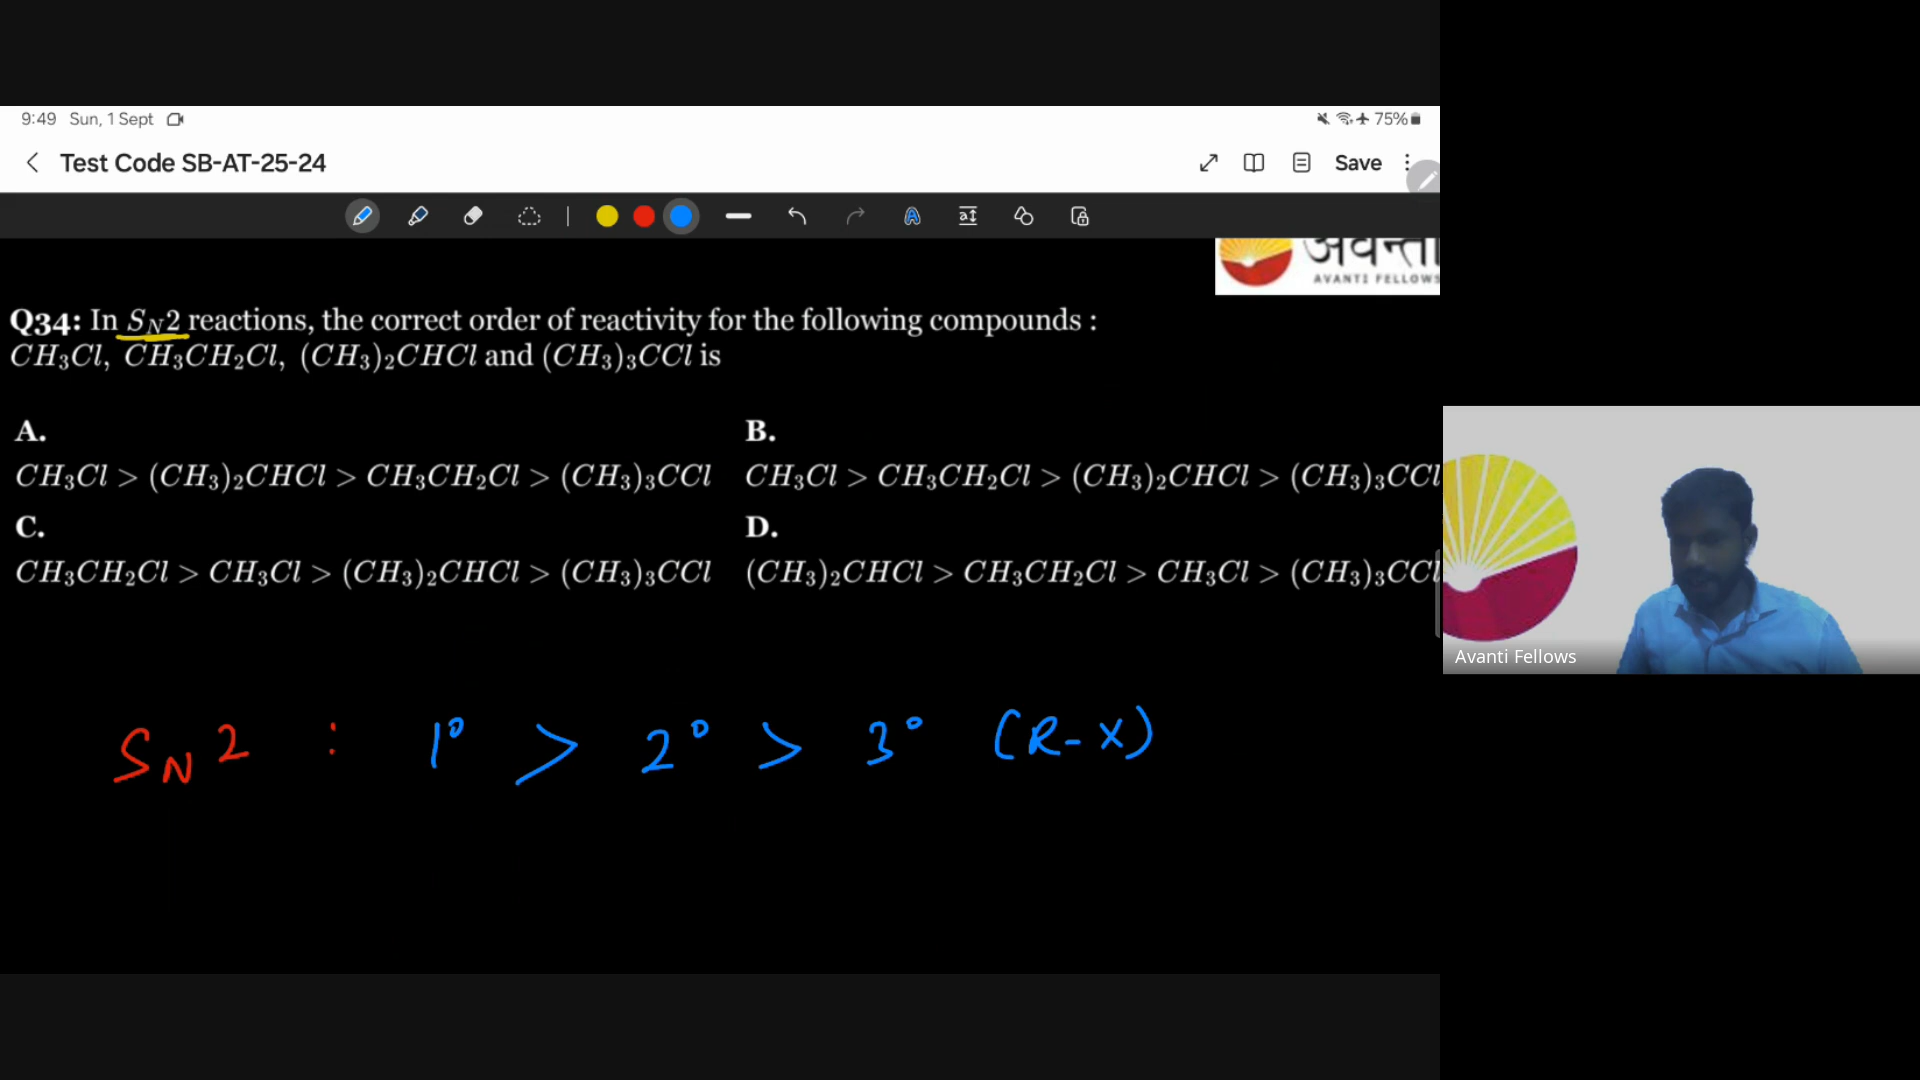 9:49 Sun, 1 Sept 75%
Test Code SB-AT-25-24 Save
अवन्ती
AVANTI FELLOWS
Q34: In S_N2 reactions, the correct order of reactivity for the following compounds :
CH₃Cl, CH₃CH₂Cl, (CH₃)₂CHCl and (CH₃)₃CCl is
A.
CH₃Cl > (CH₃)₂CHCl > CH₃CH₂Cl > (CH₃)₃CCl
B.
CH₃Cl > CH₃CH₂Cl > (CH₃)₂CHCl > (CH₃)₃CCl
C.
CH₃CH₂Cl > CH₃Cl > (CH₃)₂CHCl > (CH₃)₃CCl
D.
(CH₃)₂CHCl > CH₃CH₂Cl > CH₃Cl > (CH₃)₃CCl
S_N 2 : 1° > 2° > 3° (R-X)
Avanti Fellows